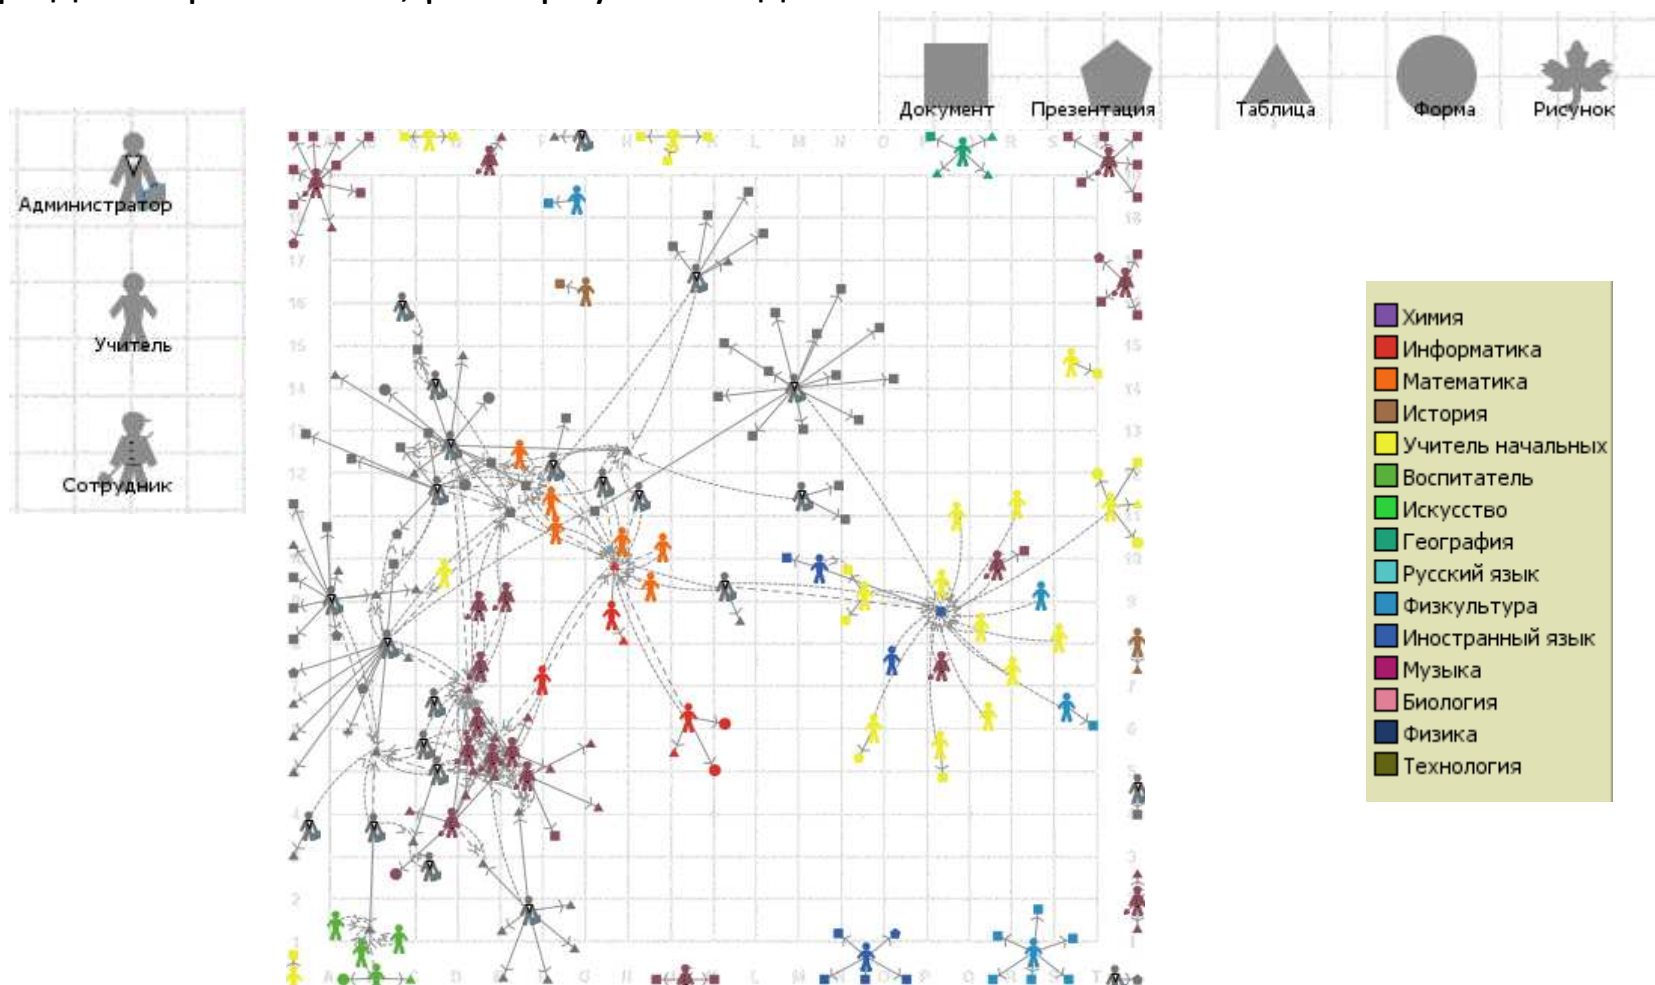 Документ Презентация Таблица Форма Рисунок
Администратор
Учитель
Сотрудник
Химия
Информатика
Математика
История
Учитель начальных
Воспитатель
Искусство
География
Русский язык
Физкультура
Иностранный язык
Музыка
Биология
Физика
Технология